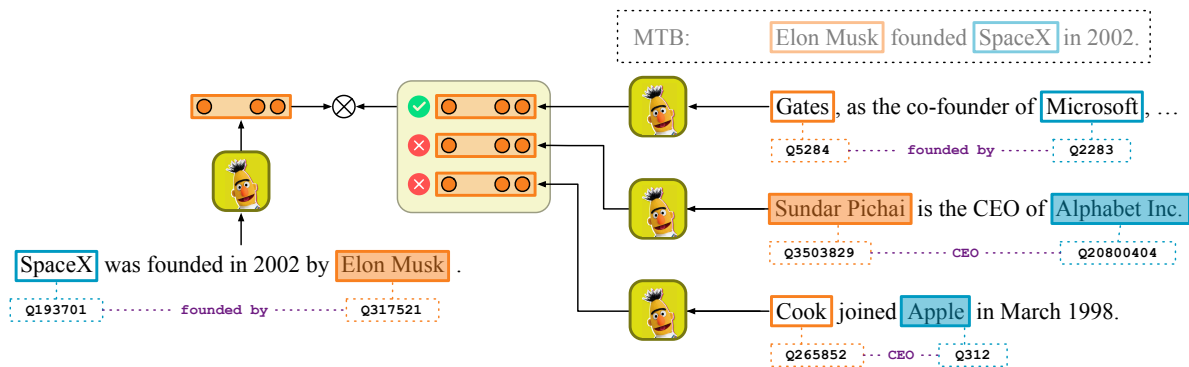 MTB: Elon Musk founded SpaceX in 2002.
Gates, as the co-founder of Microsoft, …
Q5284 founded by Q2283
Sundar Pichai is the CEO of Alphabet Inc.
Q3503829 CEO Q20800404
SpaceX was founded in 2002 by Elon Musk .
Q193701 founded by Q317521
Cook joined Apple in March 1998.
Q265852 CEO Q312